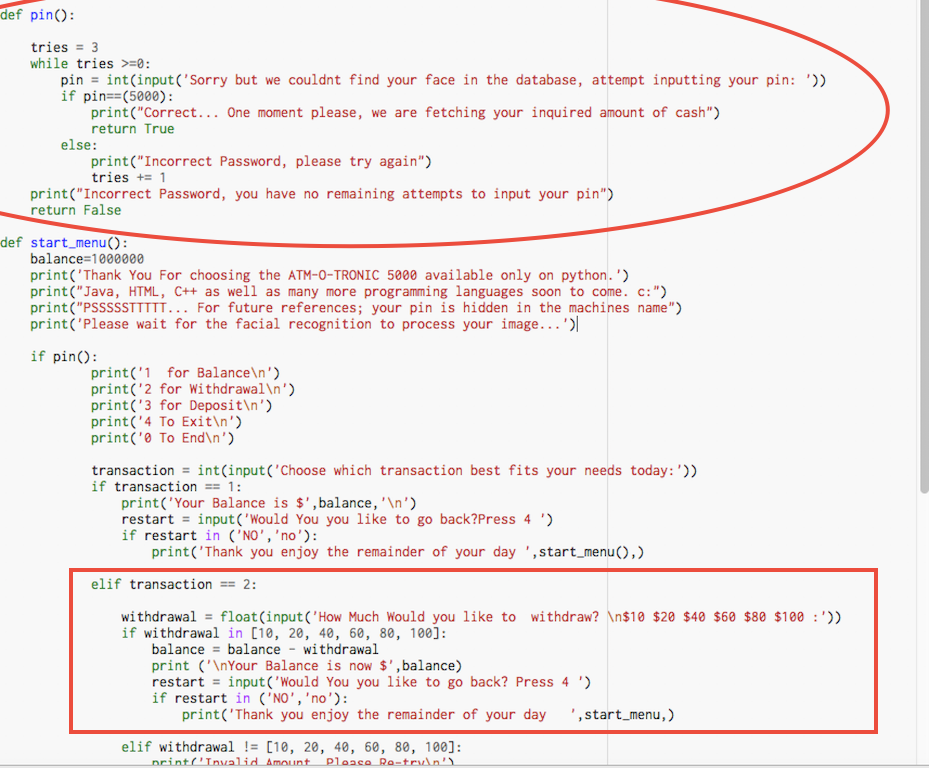 def pin():
tries = 3
while tries >=0:
pin = int(input('Sorry but we couldnt find your face in the database, attempt inputting your pin: '))
if pin==(5000):
print("Correct... One moment please, we are fetching your inquired amount of cash")
return True
else:
print("Incorrect Password, please try again")
tries += 1
print("Incorrect Password, you have no remaining attempts to input your pin")
return False
def start_menu():
balance=1000000
print('Thank You For choosing the ATM-O-TRONIC 5000 available only on python.')
print("Java, HTML, C++ as well as many more programming languages soon to come. c:")
print("PSSSSSTTTTT... For future references; your pin is hidden in the machines name")
print('Please wait for the facial recognition to process your image...')
if pin():
print('1  for Balance\n')
print('2 for Withdrawal\n')
print('3 for Deposit\n')
print('4 To Exit\n')
print('0 To End\n')
transaction = int(input('Choose which transaction best fits your needs today:'))
if transaction == 1:
print('Your Balance is $',balance,'\n')
restart = input('Would You you like to go back?Press 4 ')
if restart in ('NO','no'):
print('Thank you enjoy the remainder of your day ',start_menu(),)
elif transaction == 2:
withdrawal = float(input('How Much Would you like to  withdraw? \n$10 $20 $40 $60 $80 $100 :'))
if withdrawal in [10, 20, 40, 60, 80, 100]:
balance = balance - withdrawal
print ('\nYour Balance is now $',balance)
restart = input('Would You you like to go back? Press 4 ')
if restart in ('NO','no'):
print('Thank you enjoy the remainder of your day   ',start_menu,)
elif withdrawal != [10, 20, 40, 60, 80, 100]:
print('Invalid Amount, Please Re-try\n')